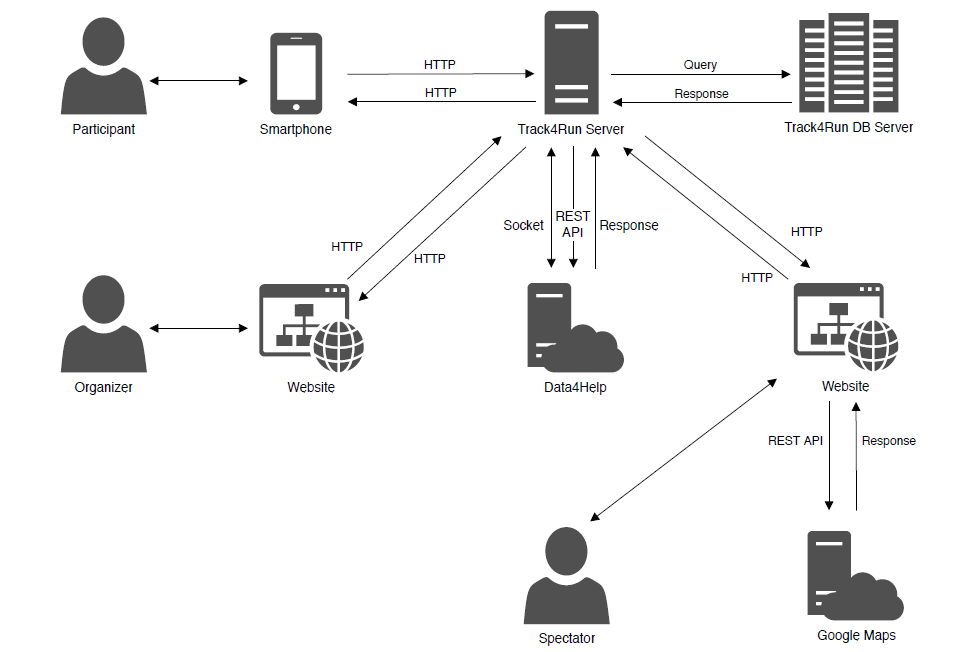 HTTP
Query
HTTP
Response
Participant
Smartphone
Track4Run Server
Track4Run DB Server
HTTP
HTTP
Socket
REST
API
Response
HTTP
HTTP
Organizer
Website
Data4Help
Website
REST API
Response
Spectator
Google Maps